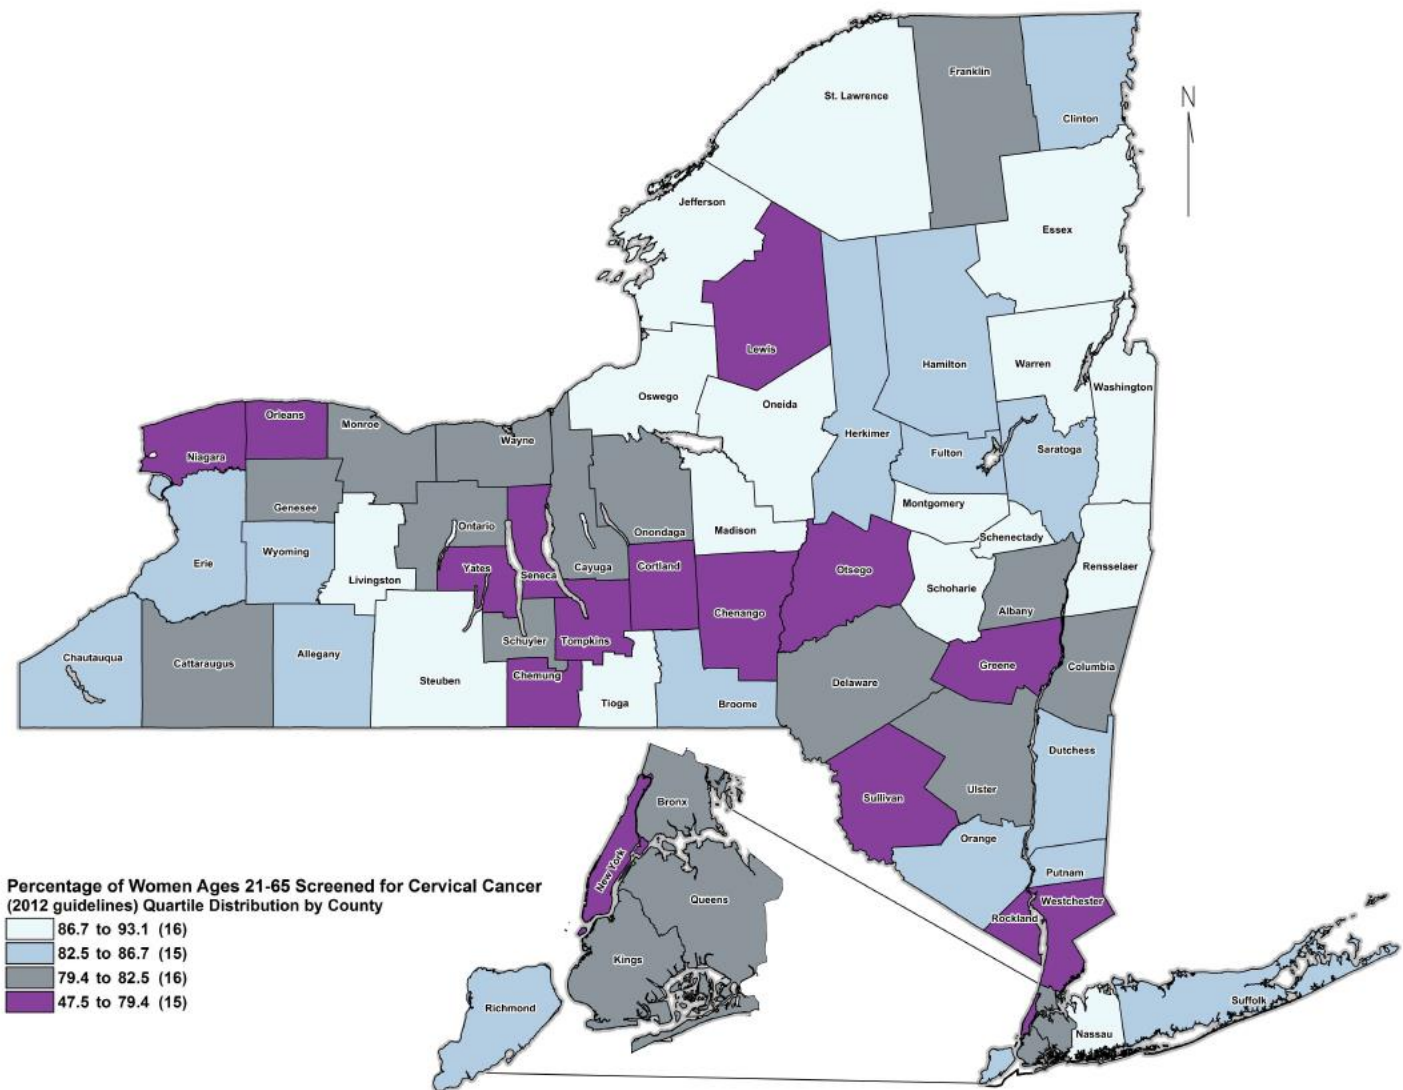 N
Franklin
St. Lawrence
Clinton
Jefferson
Essex
Lewis
Hamilton
Warren
Washington
Oswego
Oneida
Orleans
Monroe
Wayne
Herkimer
Fulton
Saratoga
Niagara
Genesee
Ontario
Onondaga
Madison
Montgomery
Schenectady
Erie
Wyoming
Livingston
Yates
Seneca
Cayuga
Cortland
Otsego
Rensselaer
Schoharie
Albany
Chenango
Chautauqua
Cattaraugus
Allegany
Steuben
Schuyler
Tompkins
Chemung
Tioga
Broome
Delaware
Greene
Columbia
Dutchess
Sullivan
Ulster
Orange
Putnam
Bronx
New York
Queens
Kings
Richmond
Rockland
Westchester
Suffolk
Nassau
Percentage of Women Ages 21-65 Screened for Cervical Cancer
(2012 guidelines) Quartile Distribution by County
86.7 to 93.1 (16)
82.5 to 86.7 (15)
79.4 to 82.5 (16)
47.5 to 79.4 (15)